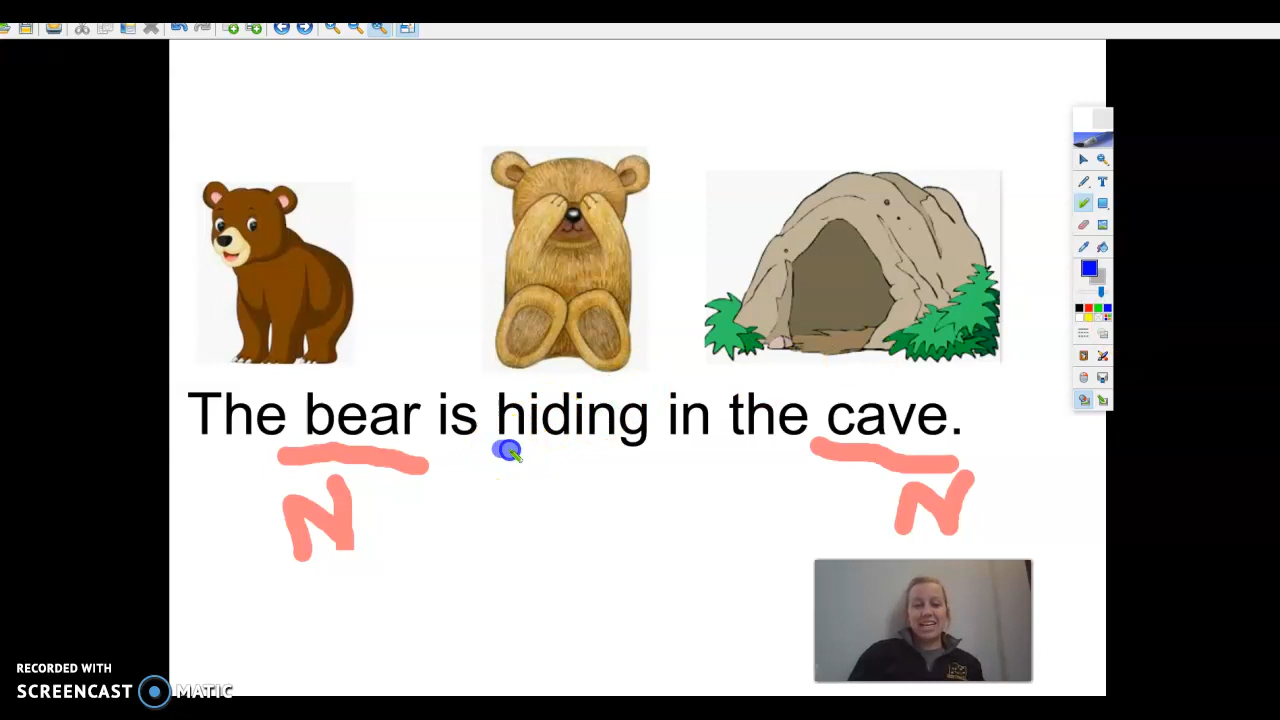 The bear is hiding in the cave.
N N
RECORDED WITH
SCREENCAST MATIC